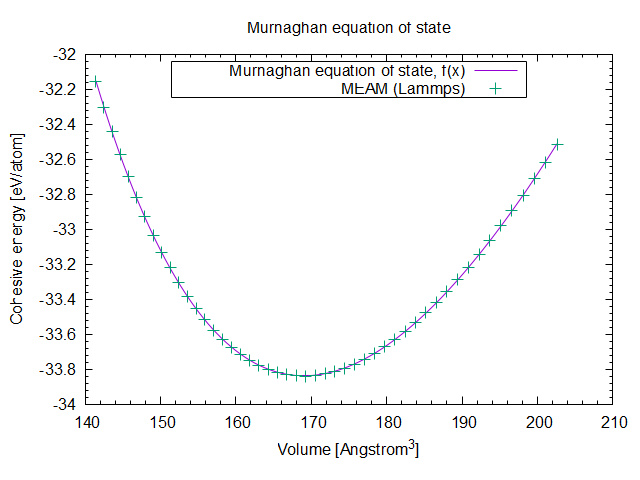 Murnaghan equation of state
Murnaghan equation of state, f(x)
MEAM (Lammps)
Cohesive energy [eV/atom]
-32
-32.2
-32.4
-32.6
-32.8
-33
-33.2
-33.4
-33.6
-33.8
-34
140 150 160 170 180 190 200 210
Volume [Angstrom³]